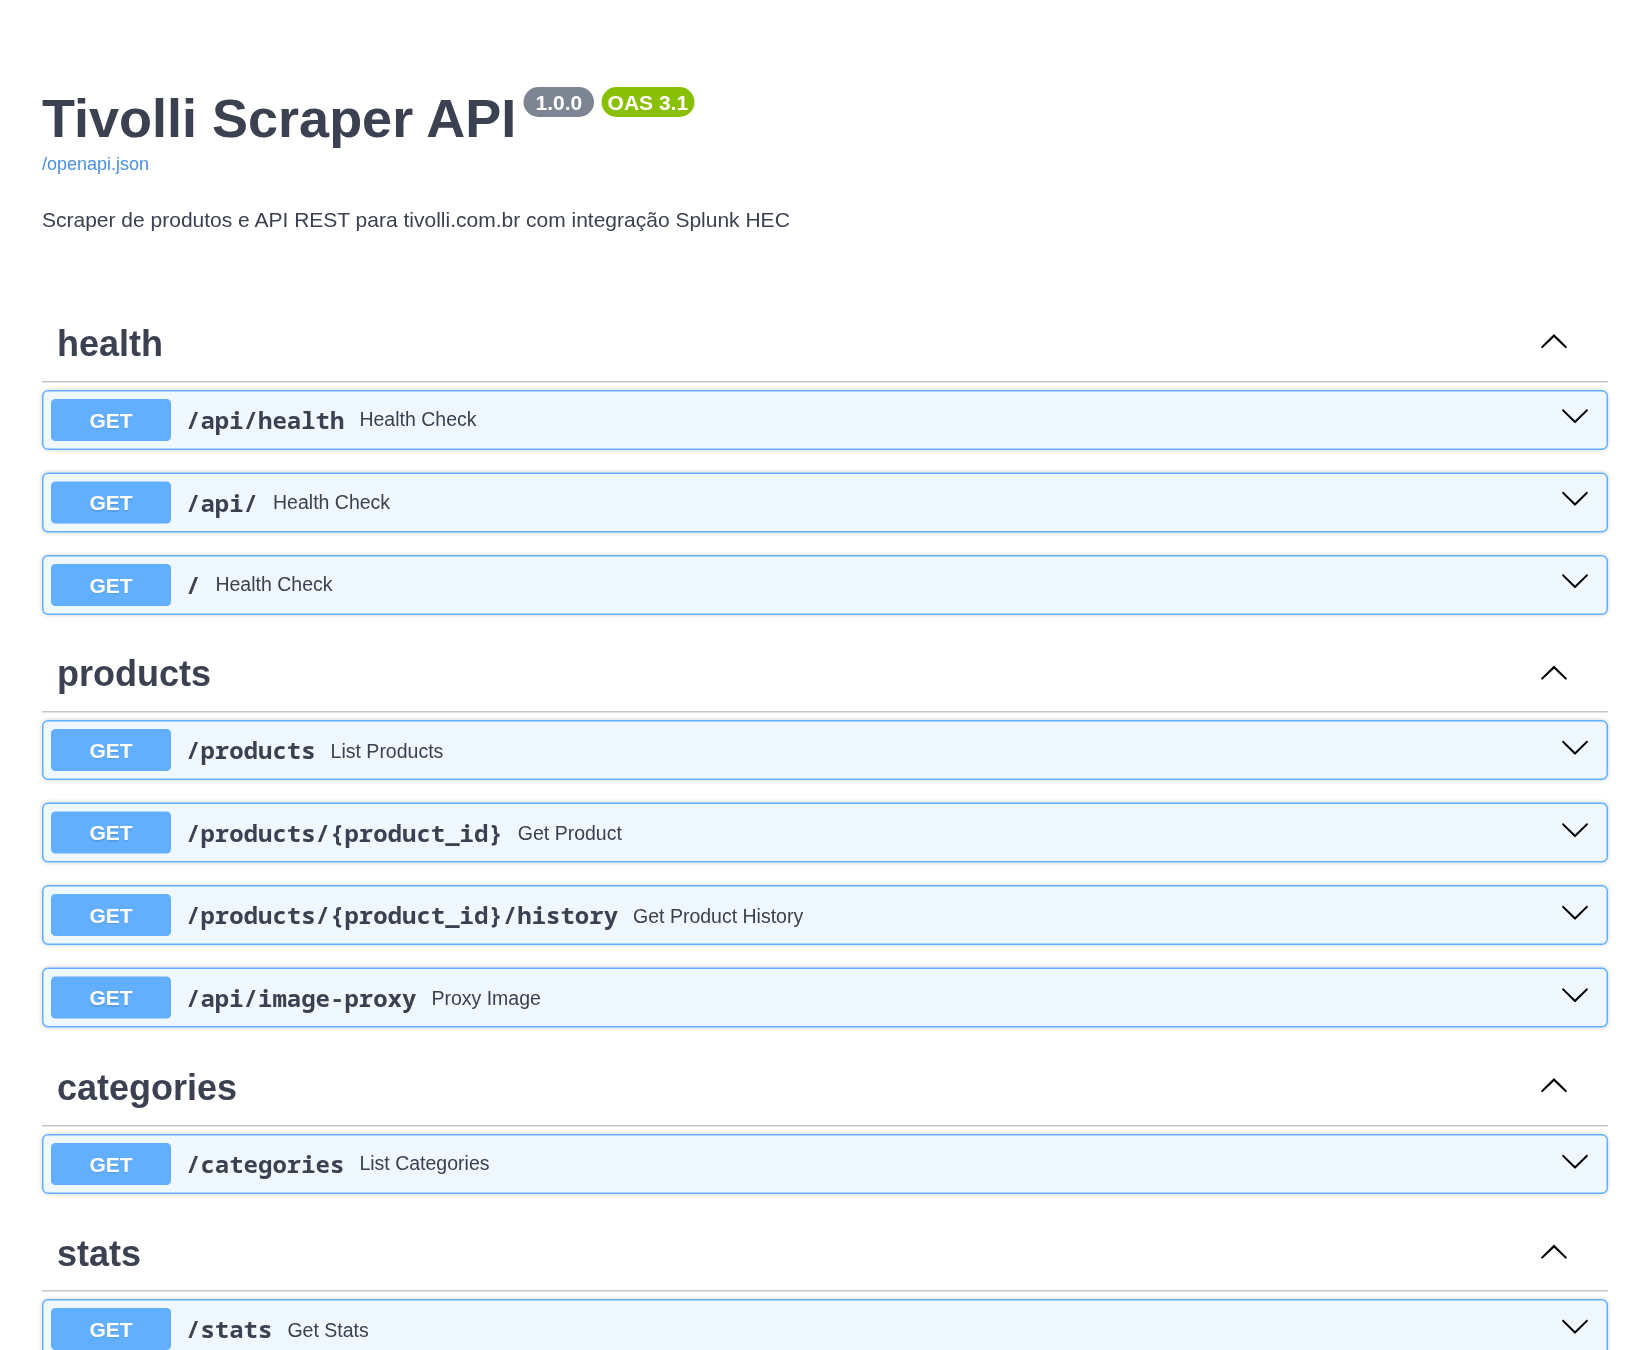 Tivolli Scraper API 1.0.0 OAS 3.1
/openapi.json
Scraper de produtos e API REST para tivolli.com.br com integração Splunk HEC
health
GET /api/health Health Check
GET /api/ Health Check
GET / Health Check
products
GET /products List Products
GET /products/{product_id} Get Product
GET /products/{product_id}/history Get Product History
GET /api/image-proxy Proxy Image
categories
GET /categories List Categories
stats
GET /stats Get Stats